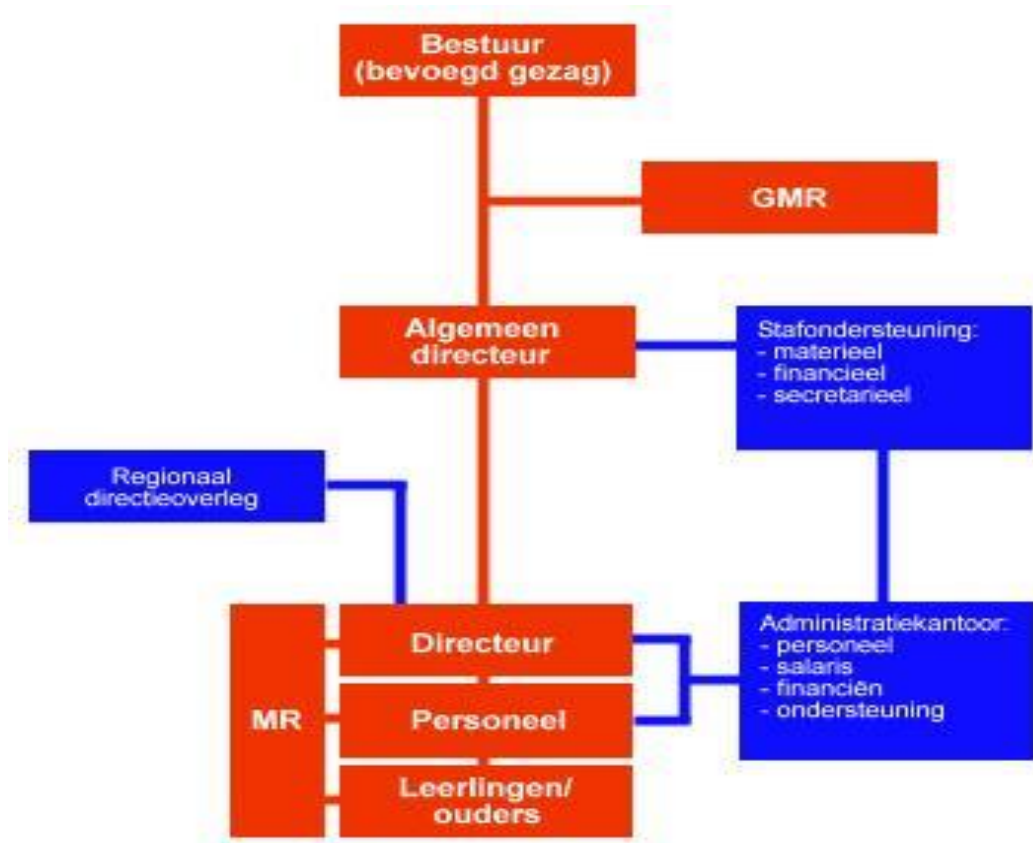 Bestuur
(bevoegd gezag)
GMR
Algemeen
directeur
Stafondersteuning:
- materieel
- financieel
- secretarieel
Regionaal
directieoverleg
MR
Directeur
Personeel
Leerlingen/
ouders
Administratiekantoor:
- personeel
- salaris
- financiën
- ondersteuning